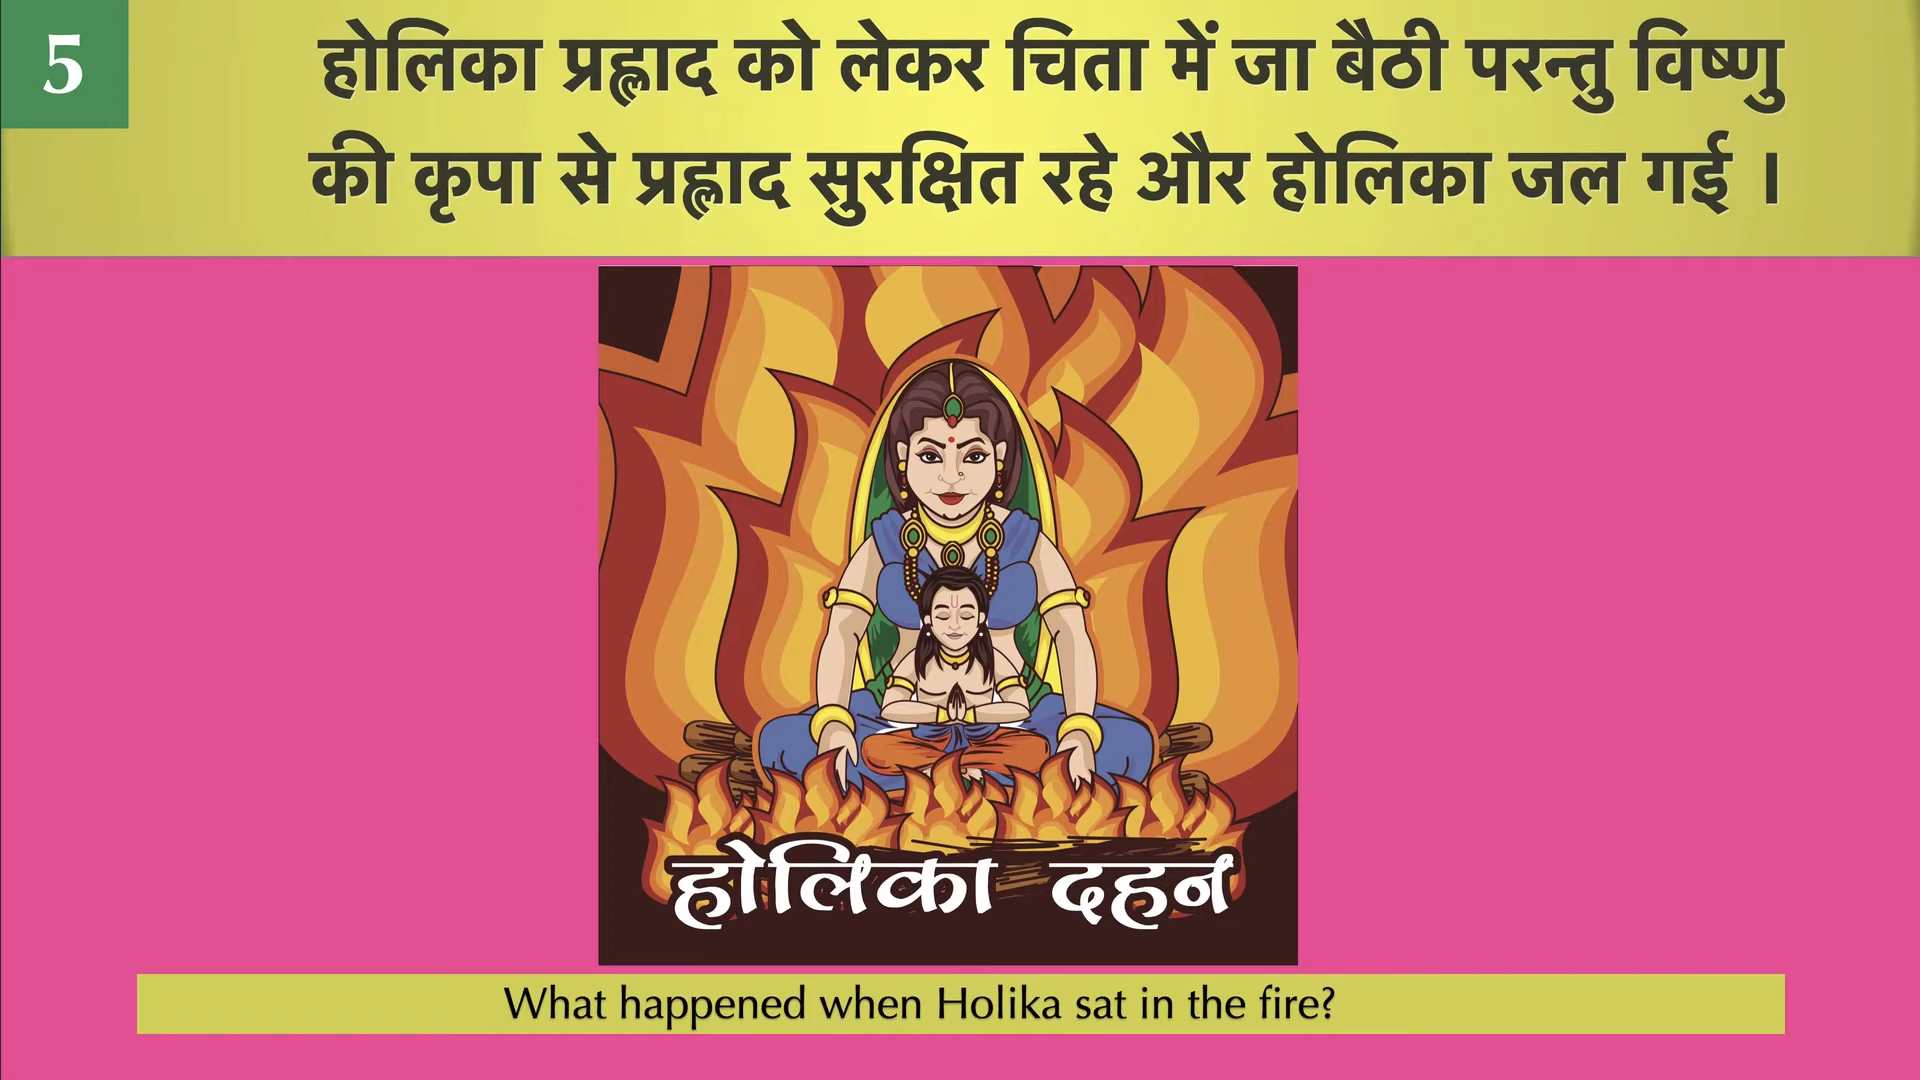 5
होलिका प्रह्लाद को लेकर चिता में जा बैठी परन्तु विष्णु
की कृपा से प्रह्लाद सुरक्षित रहे और होलिका जल गई ।
होलिका दहन
What happened when Holika sat in the fire?